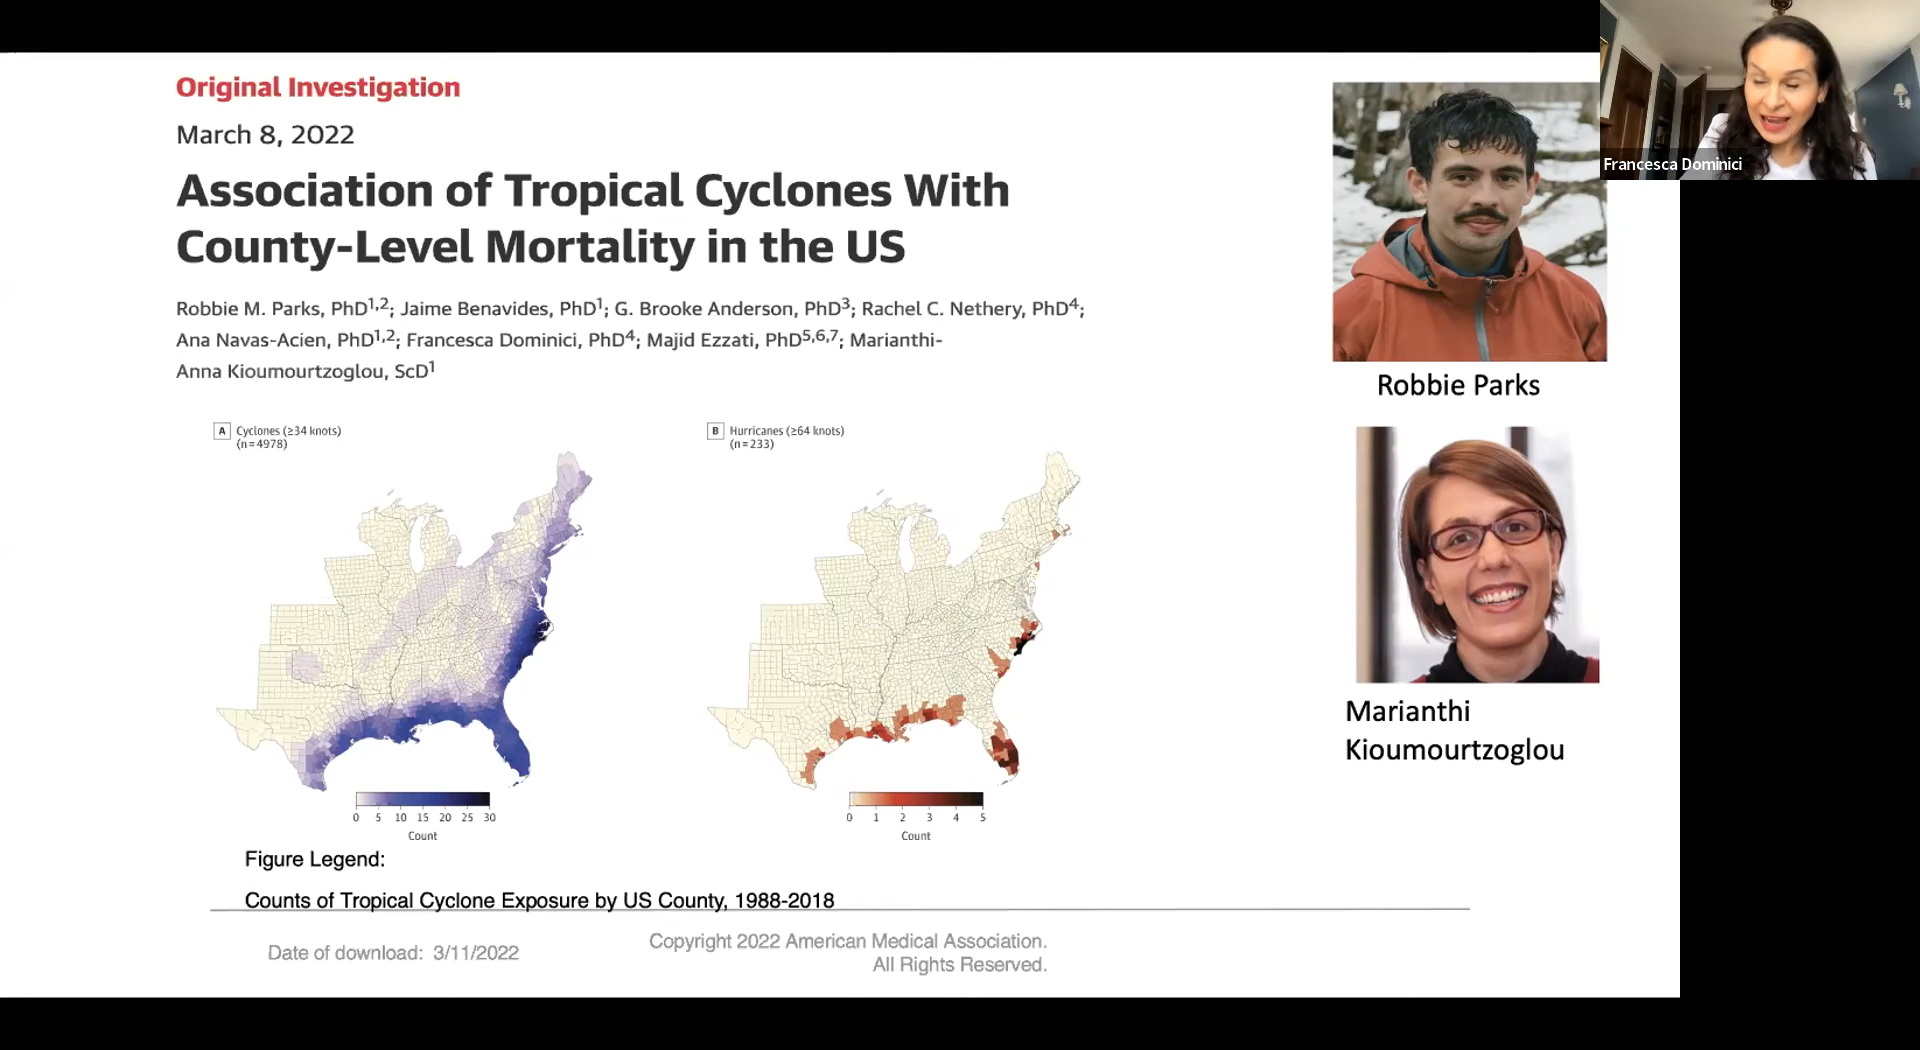 Original Investigation
March 8, 2022
Association of Tropical Cyclones With
County-Level Mortality in the US
Robbie M. Parks, PhD1,2; Jaime Benavides, PhD1; G. Brooke Anderson, PhD3; Rachel C. Nethery, PhD4;
Ana Navas-Acien, PhD1,2; Francesca Dominici, PhD4; Majid Ezzati, PhD5,6,7; Marianthi-
Anna Kioumourtzoglou, ScD1
A Cyclones (≥34 knots)
(n=4978)
0 5 10 15 20 25 30
Count
B Hurricanes (≥64 knots)
(n=233)
0 1 2 3 4 5
Count
Figure Legend:
Counts of Tropical Cyclone Exposure by US County, 1988-2018
Date of download: 3/11/2022
Copyright 2022 American Medical Association.
All Rights Reserved.
Robbie Parks
Marianthi
Kioumourtzoglou
Francesca Dominici